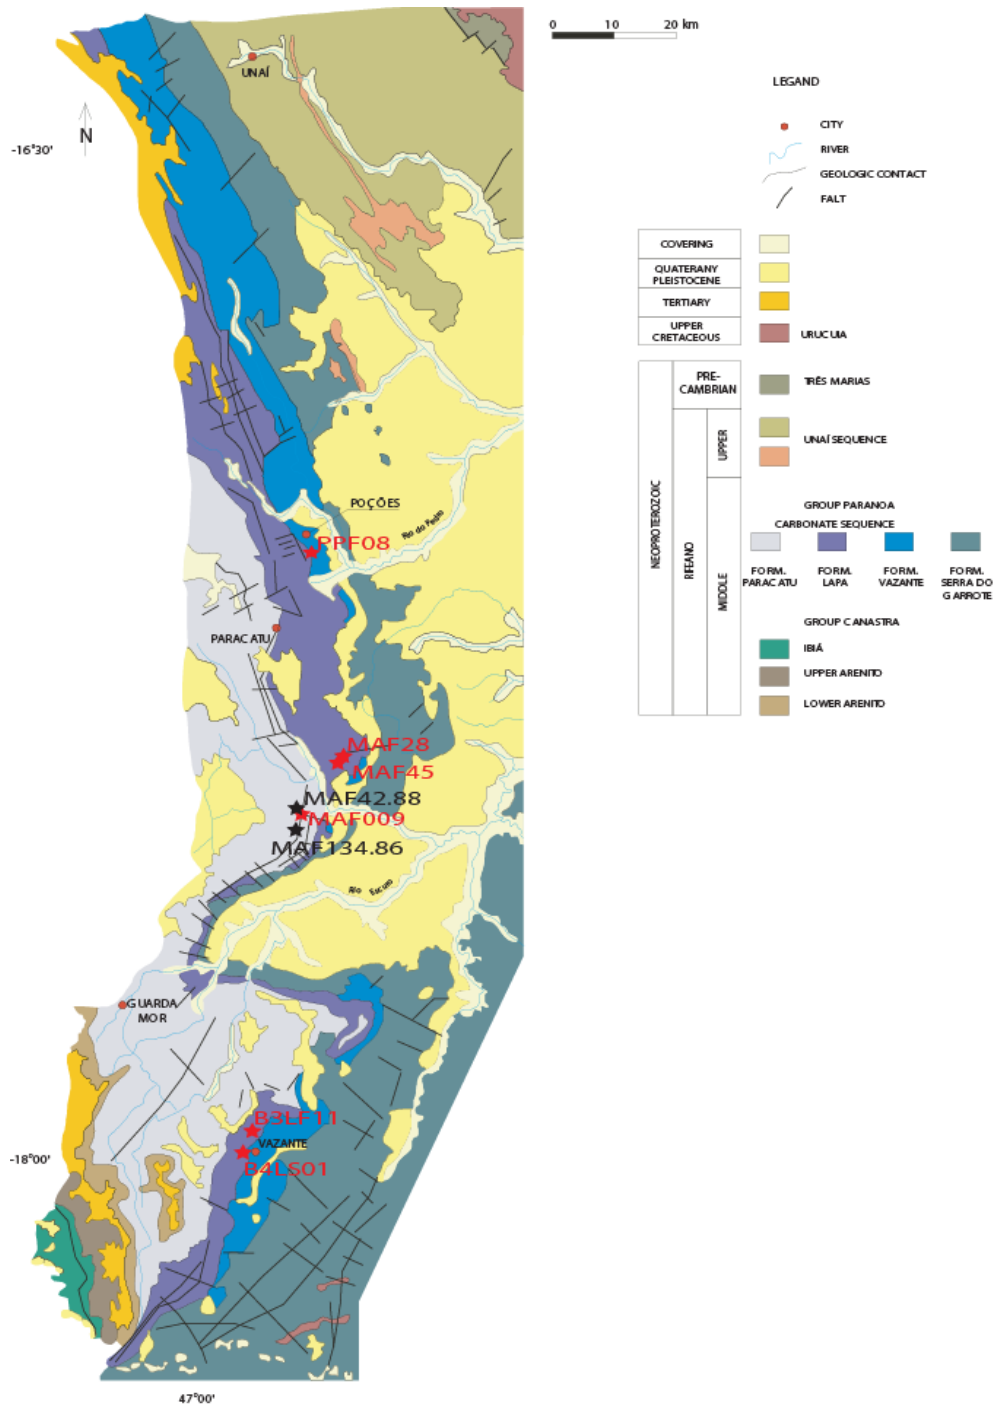 0 10 20 km
UNAÍ
LEGAND
N
-16°30'
CITY
RIVER
GEOLOGIC CONTACT
FALT
COVERING
QUATERANY
PLEISTOCENE
TERTIARY
UPPER
CRETACEOUS
URUCUIA
PRE-
CAMBRIAN
TRÊS MARIAS
NEOPROTEROZOIC
RIFEANO
UPPER
MIDDLE
UNAÍ SEQUENCE
GROUP PARANOA
CARBONATE SEQUENCE
FORM.
PARACATU
FORM.
LAPA
FORM.
VAZANTE
FORM.
SERRA DO
GARROTE
GROUP CANASTRA
IBIÁ
UPPER ARENITO
LOWER ARENITO
POÇÕES
Rio do Pedro
PPF08
PARACATU
MAF28
MAF45
MAF42.88
MAF009
MAF134.86
Rio Escuro
GUARDA
MOR
B3LF11
VAZANTE
B4LS01
-18°00'
47°00'